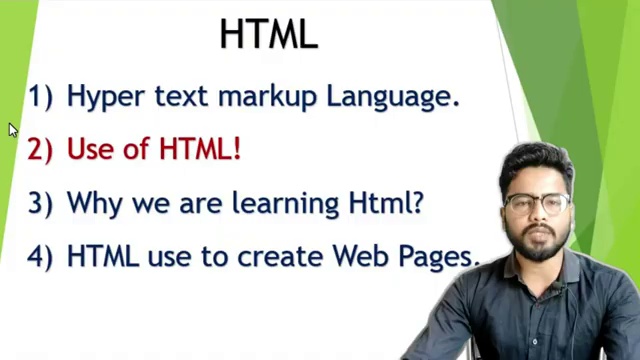 HTML
1) Hyper text markup Language.
2) Use of HTML!
3) Why we are learning Html?
4) HTML use to create Web Pages.